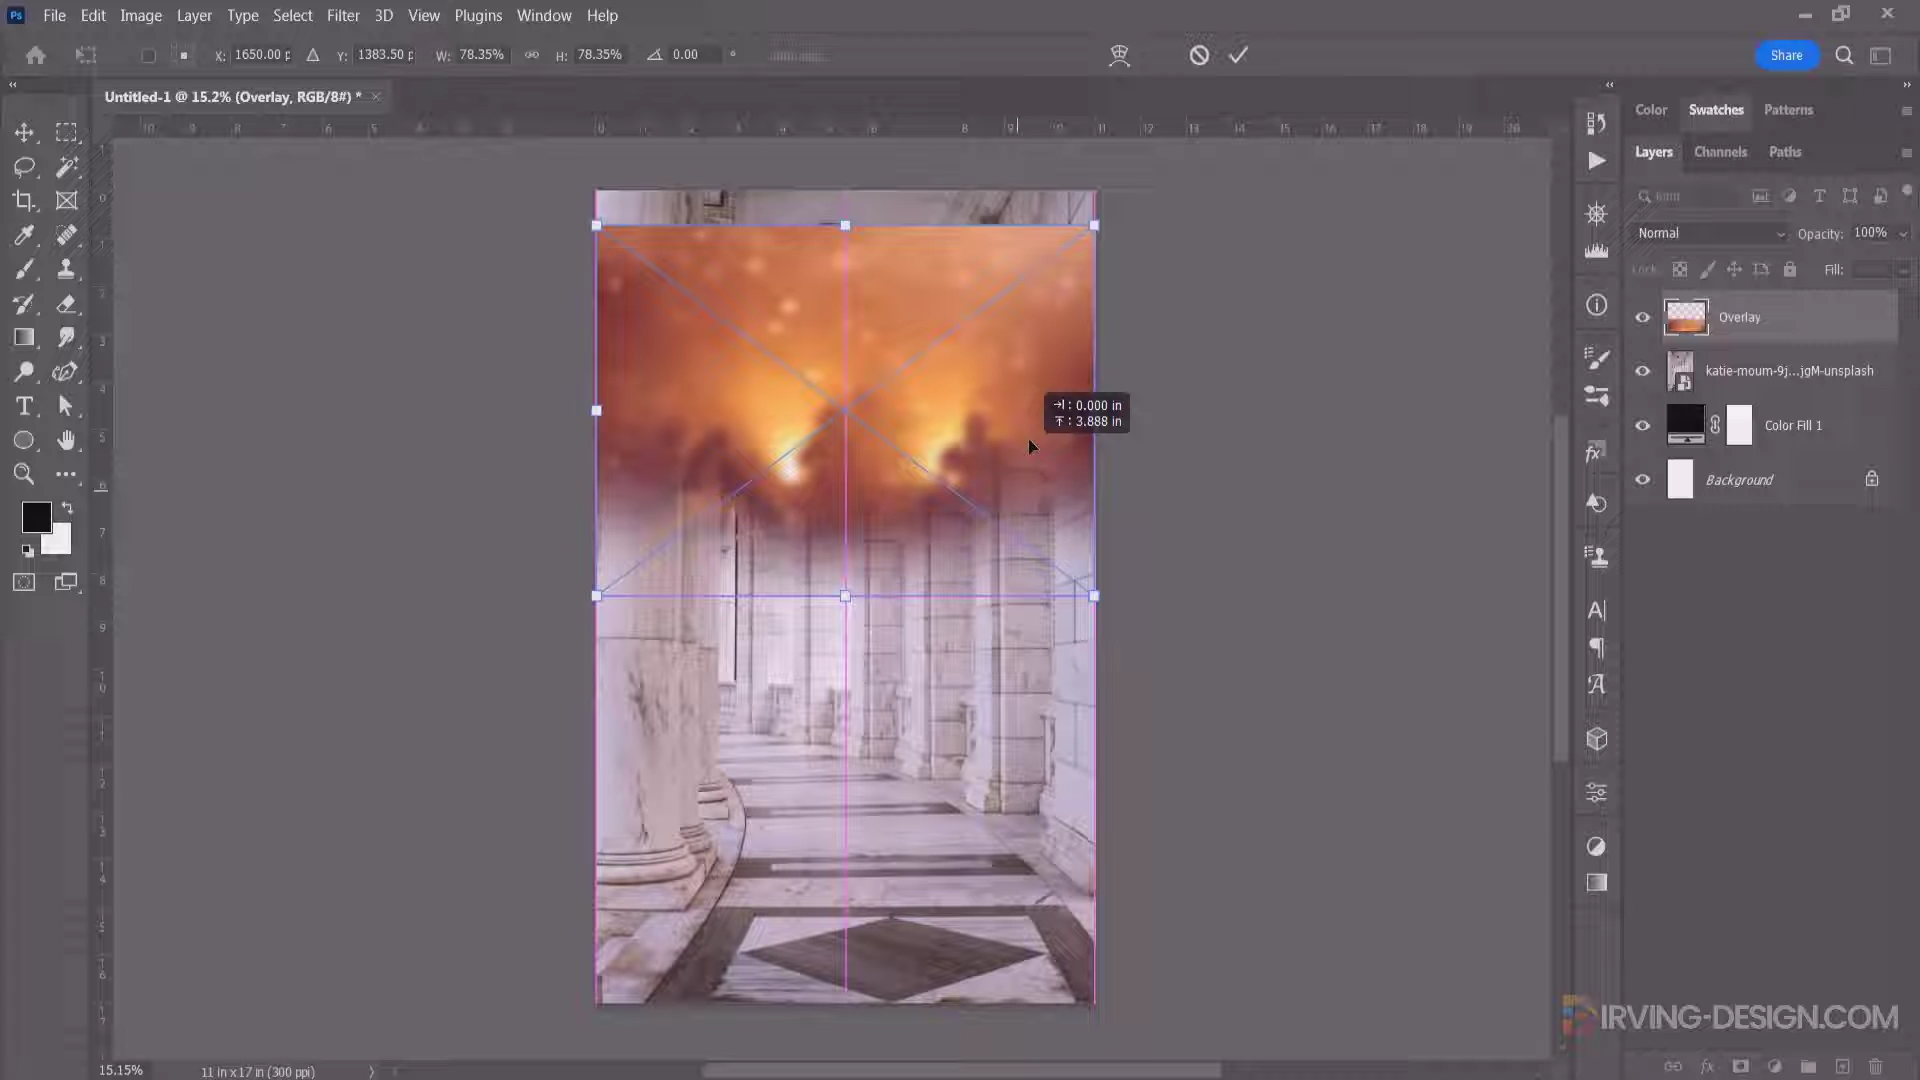 Ps File Edit Image Layer Type Select Filter 3D View Plugins Window Help
X: 1650.00 p Y: 1383.50 p W: 78.35% H: 78.35% 0.00 °
Share
Untitled-1 @ 15.2% (Overlay, RGB/8#) * ×
Color Swatches Patterns
Layers Channels Paths
Normal Opacity: 100%
Lock: Fill:
Overlay
katie-moum-9j...jgM-unsplash
Color Fill 1
Background
: 0.000 in
: 3.888 in
IRVING-DESIGN.COM
15.15% 11 in x 17 in (300 ppi)